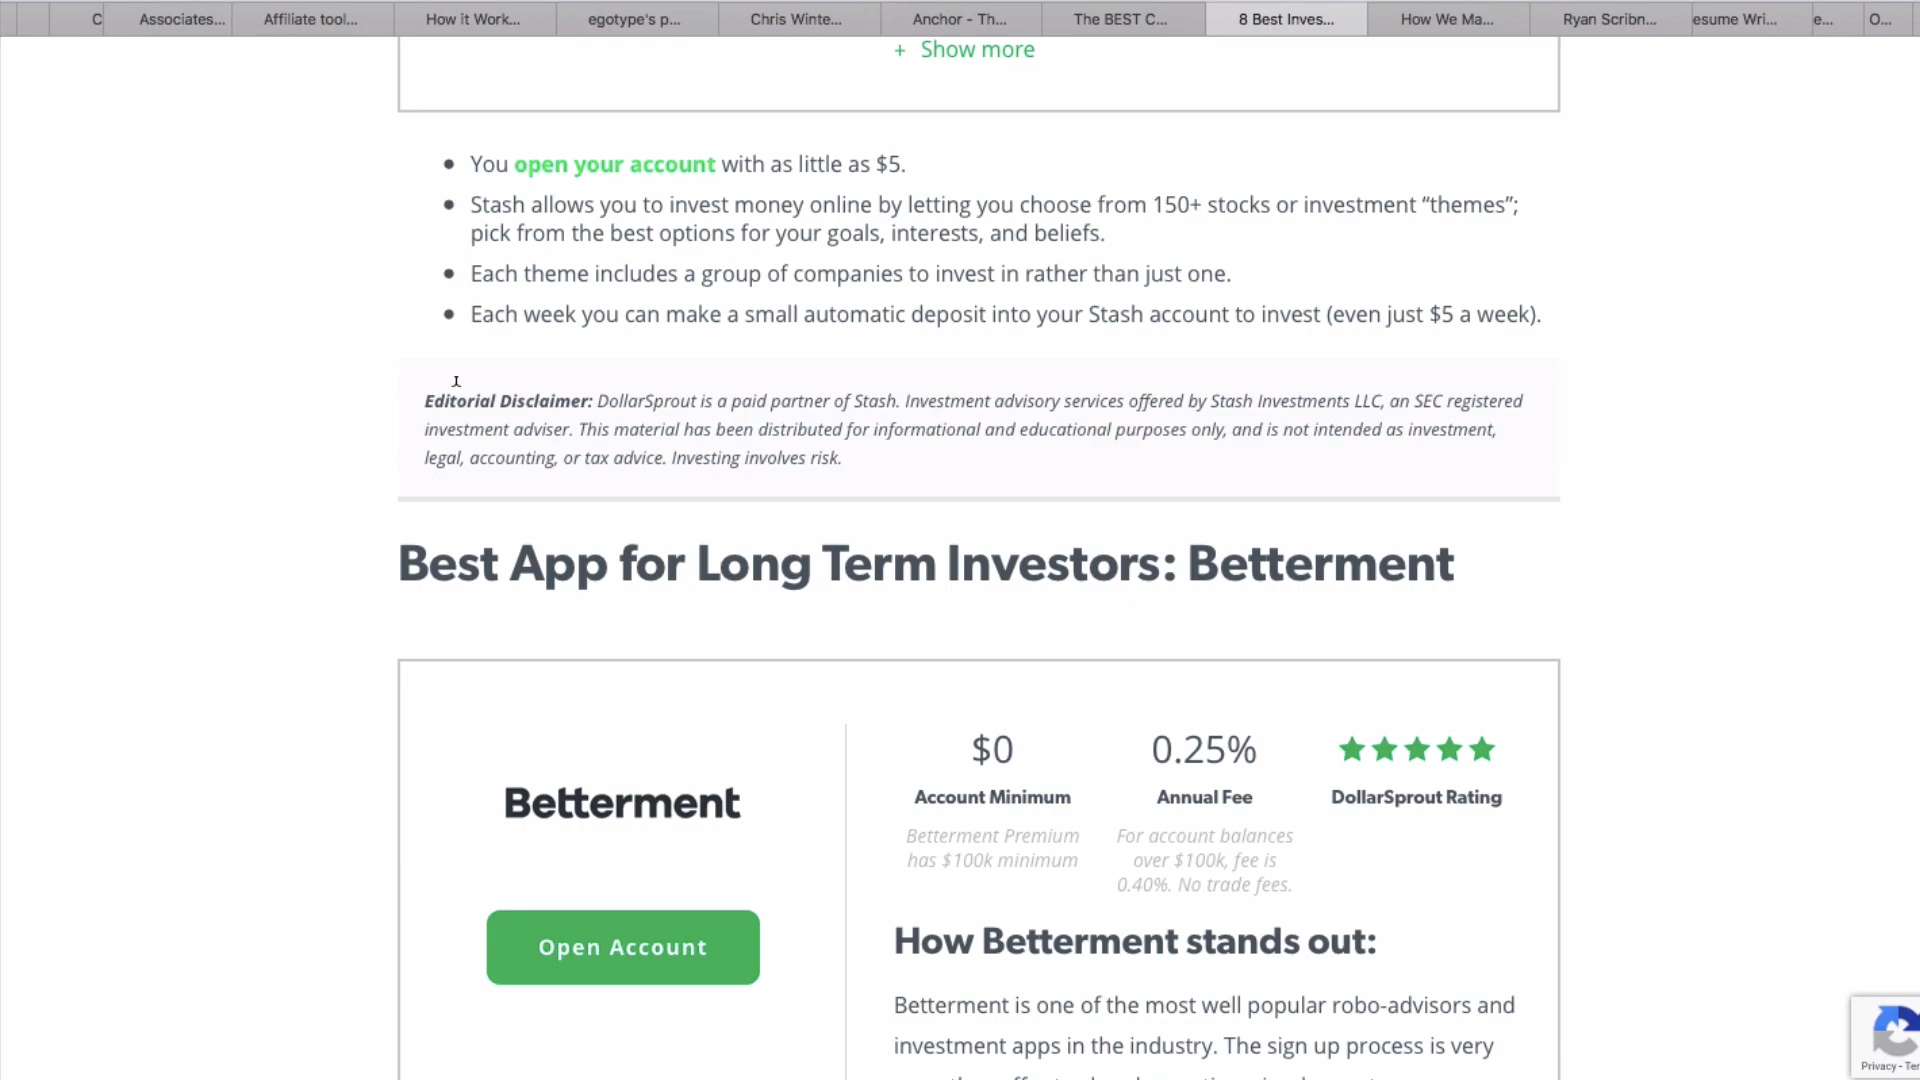 C
Associates...
Affiliate tool...
How it Work...
egotype's p...
Chris Winte...
Anchor - Th...
The BEST C...
8 Best Inves...
How We Ma...
Ryan Scribn...
esume Wri...
e...
O...
+ Show more
You open your account with as little as $5.
Stash allows you to invest money online by letting you choose from 150+ stocks or investment “themes”;
pick from the best options for your goals, interests, and beliefs.
Each theme includes a group of companies to invest in rather than just one.
Each week you can make a small automatic deposit into your Stash account to invest (even just $5 a week).
Editorial Disclaimer: DollarSprout is a paid partner of Stash. Investment advisory services offered by Stash Investments LLC, an SEC registered
investment adviser. This material has been distributed for informational and educational purposes only, and is not intended as investment,
legal, accounting, or tax advice. Investing involves risk.
Best App for Long Term Investors: Betterment
Betterment
Open Account
$0
Account Minimum
Betterment Premium
has $100k minimum
0.25%
Annual Fee
For account balances
over $100k, fee is
0.40%. No trade fees.
DollarSprout Rating
How Betterment stands out:
Betterment is one of the most well popular robo-advisors and
investment apps in the industry. The sign up process is very
Privacy - Ter